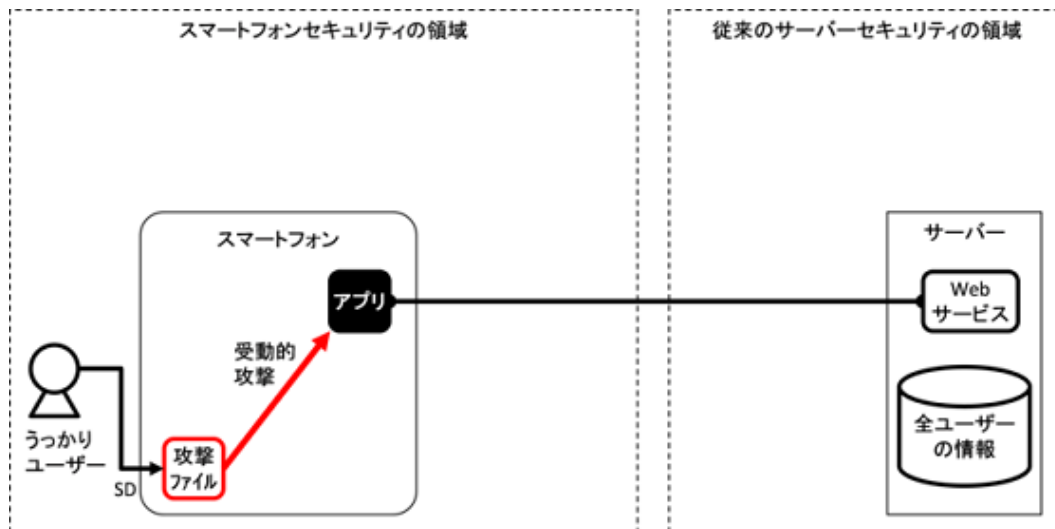 スマートフォンセキュリティの領域
従来のサーバーセキュリティの領域
スマートフォン
サーバー
アプリ
Web
サービス
受動的
攻撃
うっかり
ユーザー
SD
攻撃
ファイル
全ユーザー
の情報